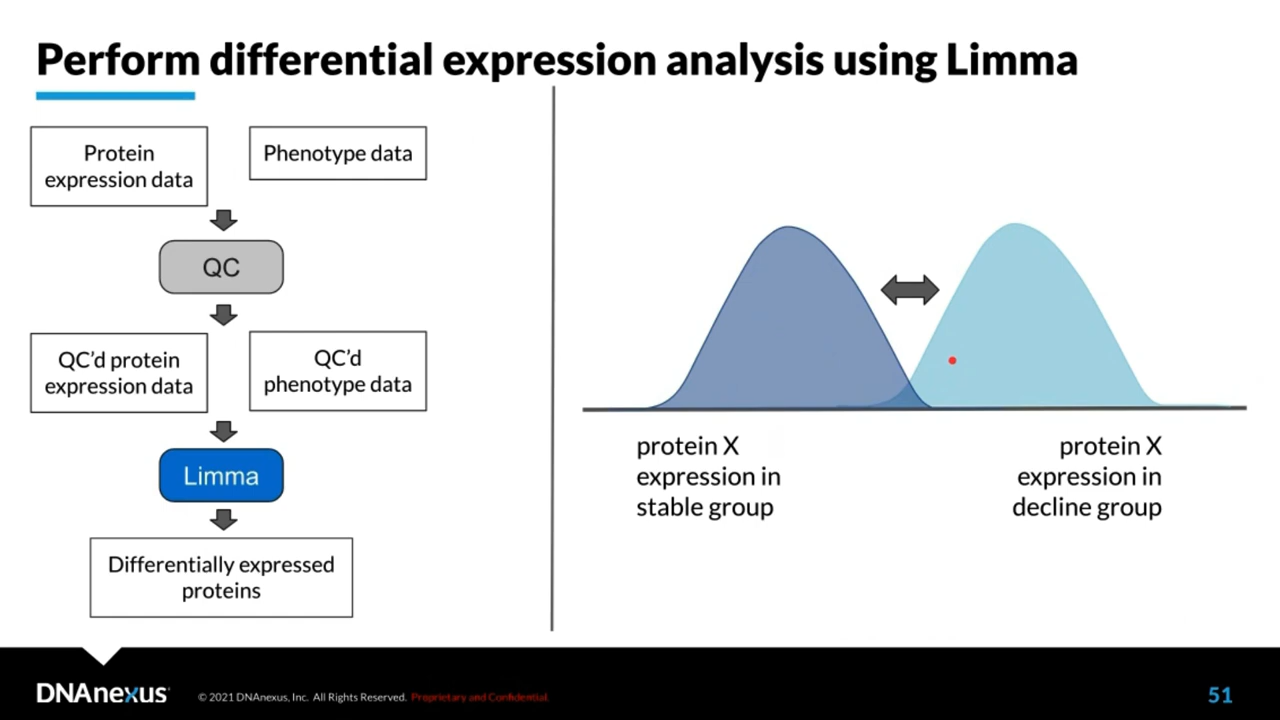 Perform differential expression analysis using Limma
Protein
expression data
Phenotype data
QC
QC’d protein
expression data
QC’d
phenotype data
Limma
Differentially expressed
proteins
protein X
expression in
stable group
protein X
expression in
decline group
DNAnexus
© 2021 DNAnexus, Inc. All Rights Reserved. Proprietary and Confidential.
51